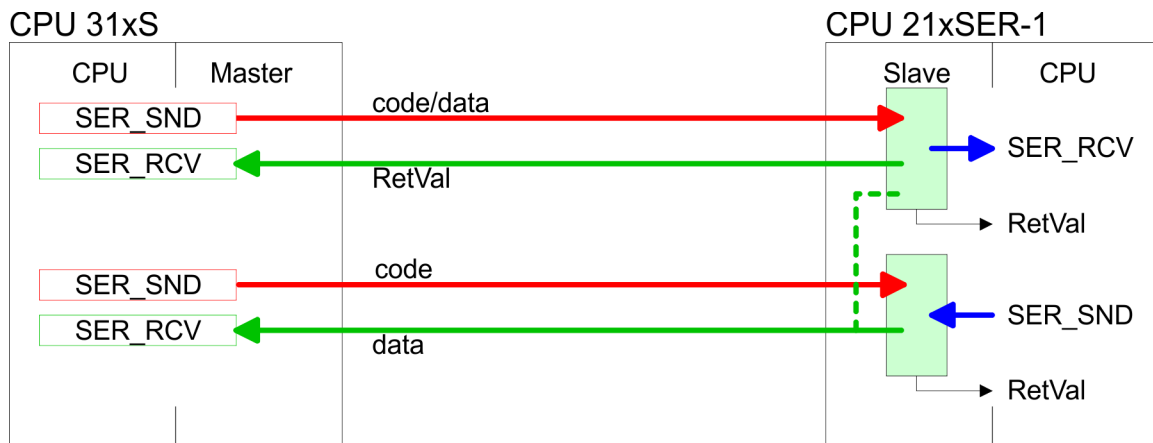 CPU 31xS
CPU 21xSER-1
CPU
Master
Slave
CPU
SER_SND
code/data
SER_RCV
SER_RCV
RetVal
RetVal
SER_SND
code
SER_SND
SER_RCV
data
RetVal